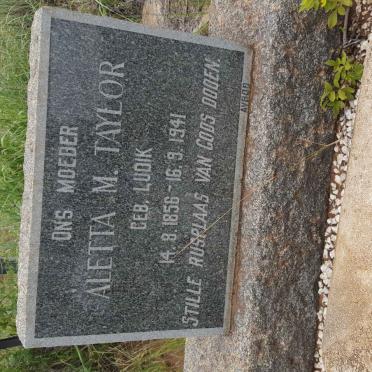 ONS MOEDER
ALETTA M. TAYLOR
GEB. LUDIK
14.8.1856 - 16.9.1941
STILLE RUSPLAAS VAN GODS DODEN.